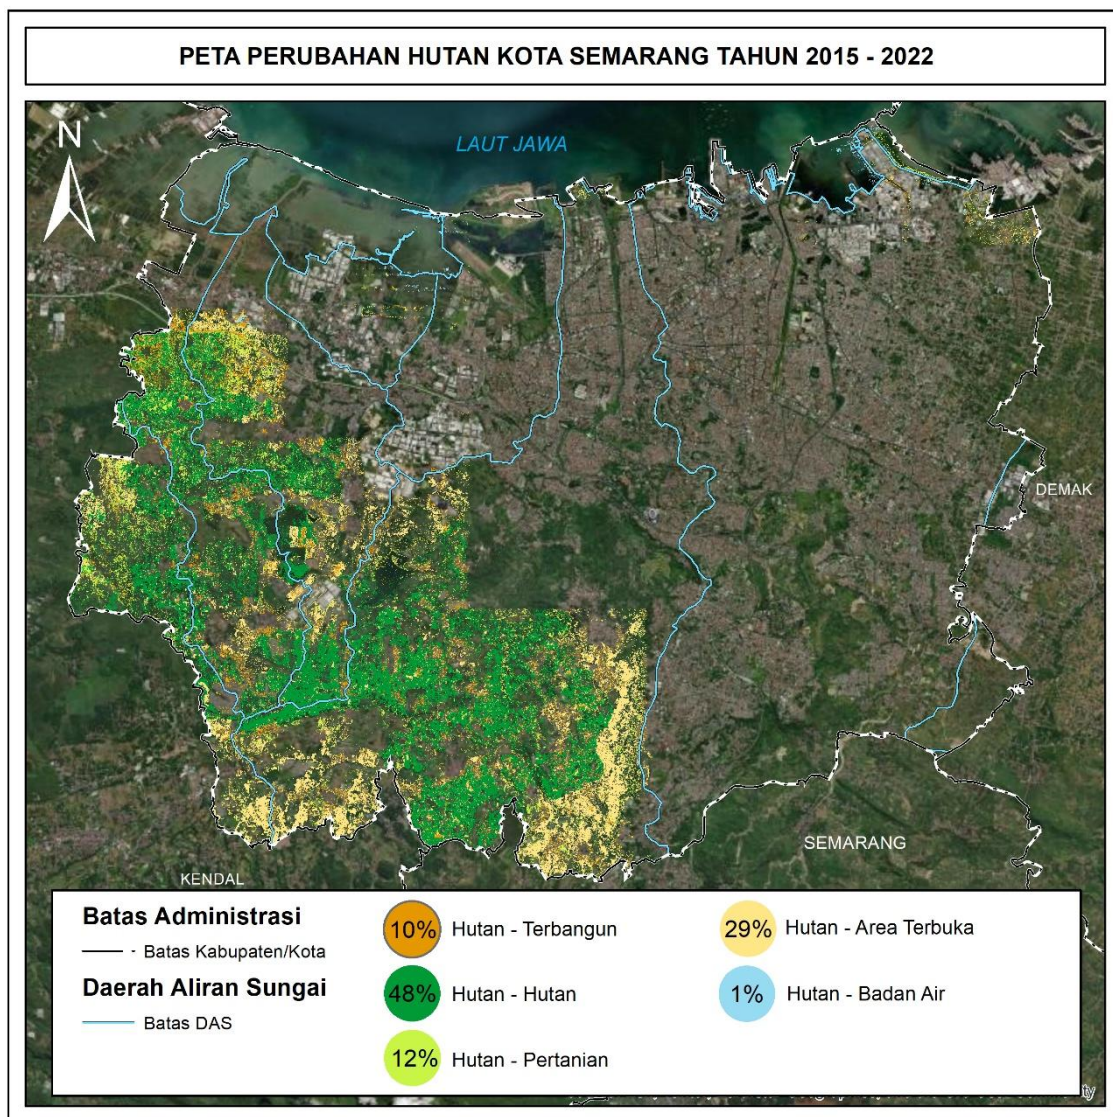 PETA PERUBAHAN HUTAN KOTA SEMARANG TAHUN 2015 - 2022
N
LAUT JAWA
DEMAK
SEMARANG
KENDAL
Batas Administrasi
Batas Kabupaten/Kota
Daerah Aliran Sungai
Batas DAS
10% Hutan - Terbangun
48% Hutan - Hutan
12% Hutan - Pertanian
29% Hutan - Area Terbuka
1% Hutan - Badan Air